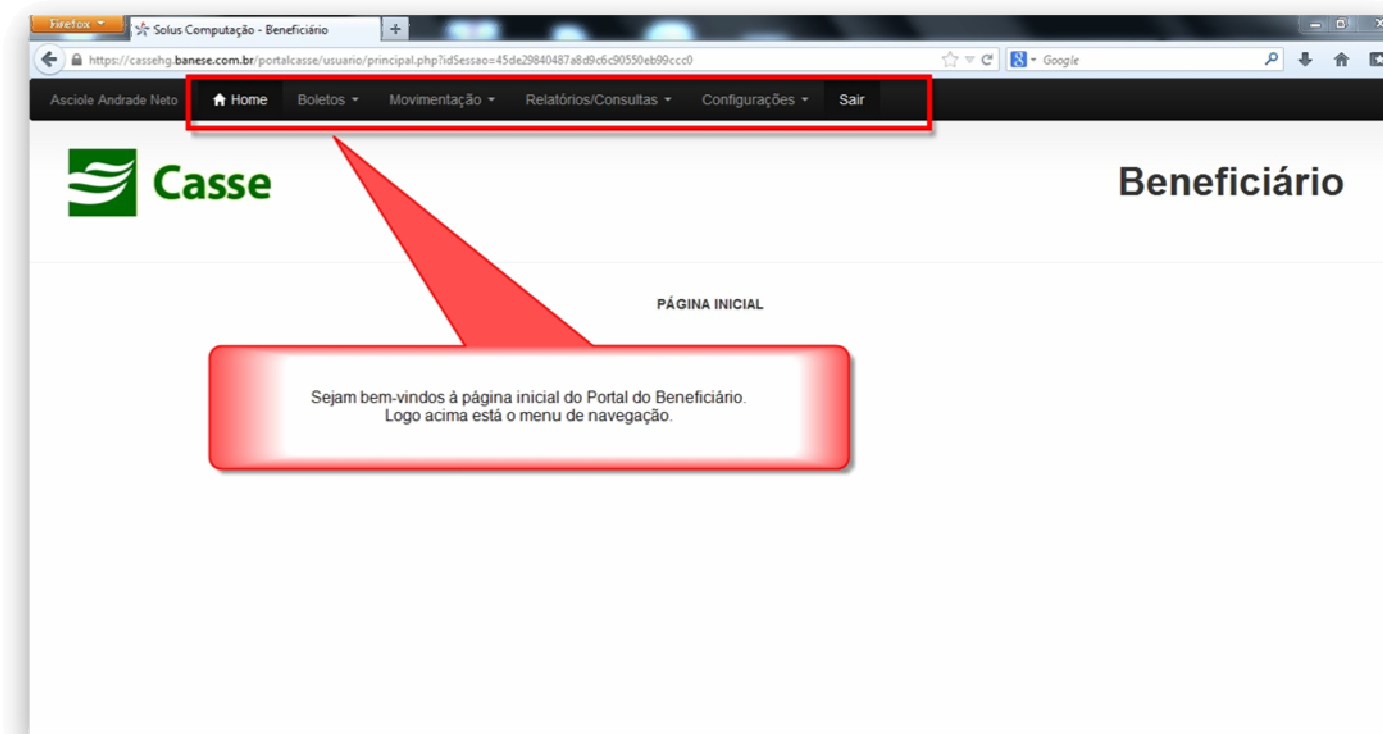 Firefox
Solus Computação - Beneficiário
https://cassehg.banese.com.br/portalcasse/usuario/principal.php?idSessao=45de29840487a8d9c6c90550eb99ccc0
Google
Asciole Andrade Neto Home Boletos Movimentação Relatórios/Consultas Configurações Sair
Casse
Beneficiário
PÁGINA INICIAL
Sejam bem-vindos à página inicial do Portal do Beneficiário.
Logo acima está o menu de navegação.